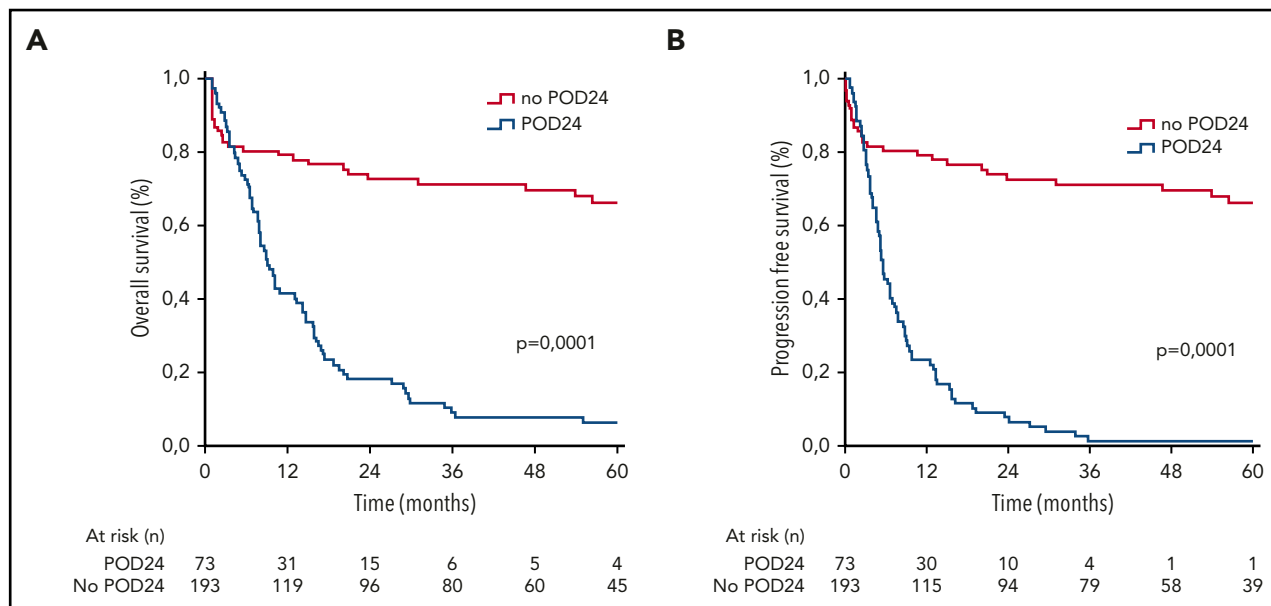 A
Overall survival (%)
1,0
0,8
0,6
0,4
0,2
0,0
no POD24
POD24
p=0,0001
0 12 24 36 48 60
Time (months)
At risk (n)
POD24 73 31 15 6 5 4
No POD24 193 119 96 80 60 45
B
Progression free survival (%)
1,0
0,8
0,6
0,4
0,2
0,0
no POD24
POD24
p=0,0001
0 12 24 36 48 60
Time (months)
At risk (n)
POD24 73 30 10 4 1 1
No POD24 193 115 94 79 58 39